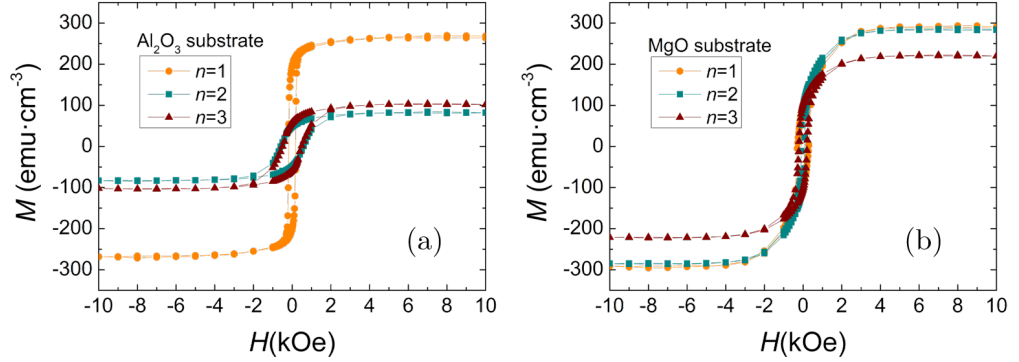 300
200
100
0
-100
-200
-300
M (emu·cm⁻³)
Al₂O₃ substrate
n=1
n=2
n=3
(a)
-10 -8 -6 -4 -2 0 2 4 6 8 10
H(kOe)
300
200
100
0
-100
-200
-300
M (emu·cm⁻³)
MgO substrate
n=1
n=2
n=3
(b)
-10 -8 -6 -4 -2 0 2 4 6 8 10
H(kOe)